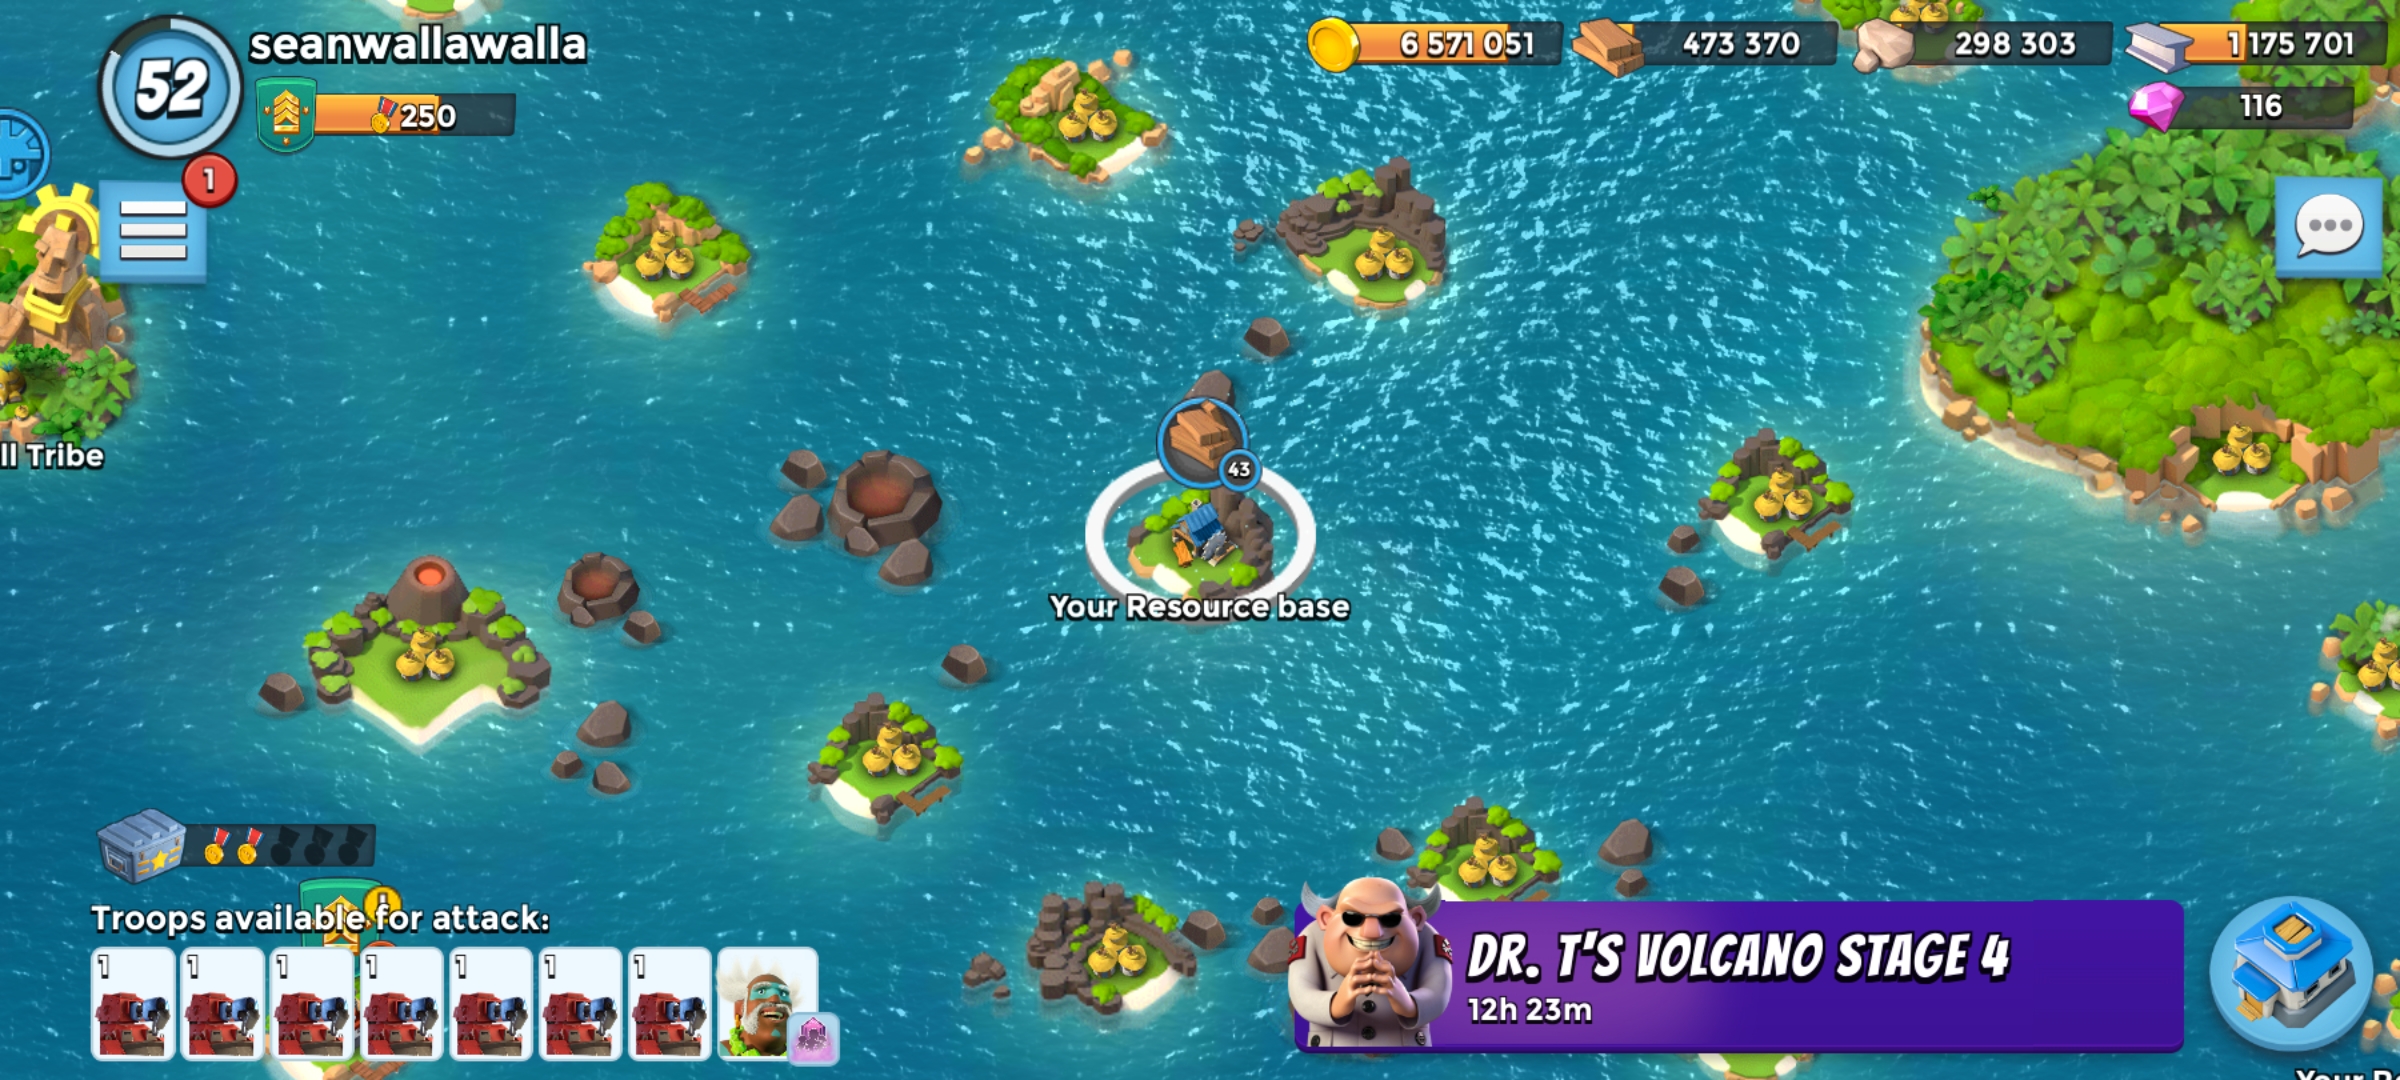 52
seanwallawalla
250
6 571 051
473 370
298 303
1 175 701
116
1
ll Tribe
43
Your Resource base
Troops available for attack:
1
1
1
1
1
1
1
DR. T'S VOLCANO STAGE 4
12h 23m